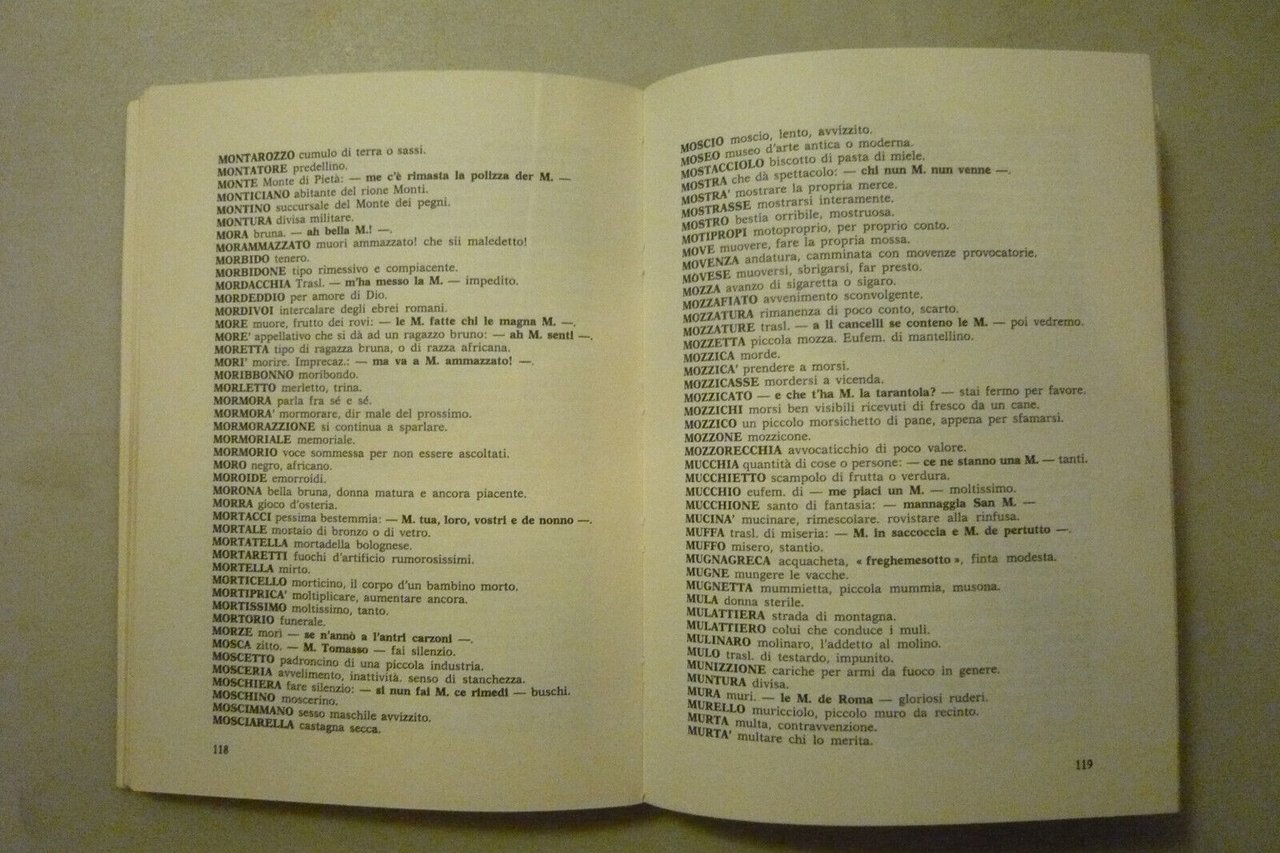 MONTAROZZO cumulo di terra o sassi.
MONTATORE predellino.
MONTE Monte di Pietà: — me c'è rimasta la polizza der M. —
MONTICIANO abitante del rione Monti.
MONTINO succursale del Monte dei pegni.
MONTURA divisa militare.
MORA bruna. — ah bella M.! —.
MORAMMAZZATO muori ammazzato! che sii maledetto!
MORBIDO tenero.
MORBIDONE tipo rimessivo e compiacente.
MORDACCHIA Trasl. — m'ha messo la M. — impedito.
MORDEDDIO per amore di Dio.
MORDIVOI intercalare degli ebrei romani.
MORE muore, frutto dei rovi: — le M. fatte chi le magna M. —.
MORE' appellativo che si dà ad un ragazzo bruno: — ah M. senti —.
MORETTA tipo di ragazza bruna, o di razza africana.
MORI' morire. Imprecaz.: — ma va a M. ammazzato! —.
MORIBBONNO moribondo.
MORLETTO merletto, trina.
MORMORA parla fra sé e sé.
MORMORA' mormorare, dir male del prossimo.
MORMORAZZIONE si continua a sparlare.
MORMORIALE memoriale.
MORMORIO voce sommessa per non essere ascoltati.
MORO negro, africano.
MOROIDE emorroidi.
MORONA bella bruna, donna matura e ancora piacente.
MORRA gioco d'osteria.
MORTACCI pessima bestemmia: — M. tua, loro, vostri e de nonno —.
MORTALE mortaio di bronzo o di vetro.
MORTATELLA mortadella bolognese.
MORTARETTI fuochi d'artificio rumorosissimi.
MORTELLA mirto.
MORTICELLO morticino, il corpo d'un bambino morto.
MORTIPRICA' moltiplicare, aumentare ancora.
MORTISSIMO moltissimo, tanto.
MORTORIO funerale.
MORZE morì — se n'annò a l'antri carzoni —.
MOSCA zitto. — M. Tomasso — fai silenzio.
MOSCETTO padroncino di una piccola industria.
MOSCERIA avvelimento, inattività. senso di stanchezza.
MOSCHIERA fare silenzio: — si nun fai M. ce rimedi — buschi.
MOSCHINO moscerino.
MOSCIMMANO sesso maschile avvizzito.
MOSCIARELLA castagna secca.
118
MOSCIO moscio, lento, avvizzito.
MOSEO museo d'arte antica o moderna.
MOSTACCIOLO biscotto di pasta di miele.
MOSTRA che dà spettacolo: — chi nun M. nun venne —.
MOSTRA' mostrare la propria merce.
MOSTRASSE mostrarsi interamente.
MOSTRO bestia orribile, mostruosa.
MOTIPROPI motoproprio, per proprio conto.
MOVE muovere, fare la propria mossa.
MOVENZA andatura, camminata con movenze provocatorie.
MOVESE muoversi, sbrigarsi, far presto.
MOZZA avanzo di sigaretta o sigaro.
MOZZAFIATO avvenimento sconvolgente.
MOZZATURA rimanenza di poco conto, scarto.
MOZZATURE trasl. — a li cancelli se conteno le M. — poi vedremo.
MOZZETTA piccola mozza. Eufem. di mantellino.
MOZZICA morde.
MOZZICA' prendere a morsi.
MOZZICASSE mordersi a vicenda.
MOZZICATO — e che t'ha M. la tarantola? — stai fermo per favore.
MOZZICHI morsi ben visibili ricevuti di fresco da un cane.
MOZZICO un piccolo morsichetto di pane, appena per sfamarsi.
MOZZONE mozzicone.
MOZZORECCHIA avvocaticchio di poco valore.
MUCCHIA quantità di cose o persone: — ce ne stanno una M. — tanti.
MUCCHIETTO scampolo di frutta o verdura.
MUCCHIO eufem. di — me piaci un M. — moltissimo.
MUCCHIONE santo di fantasia: — mannaggia San M. —
MUCINA' mucinare, rimescolare. rovistare alla rinfusa.
MUFFA trasl. di miseria: — M. in saccoccia e M. de pertutto —.
MUFFO misero, stantio.
MUGNAGRECA acquacheta, « freghemesotto », finta modesta.
MUGNE mungere le vacche.
MUGNETTA mummietta, piccola mummia, musona.
MULA donna sterile.
MULATTIERA strada di montagna.
MULATTIERO colui che conduce i muli.
MULINARO molinaro, l'addetto al molino.
MULO trasl. di testardo, impunito.
MUNIZZIONE cariche per armi da fuoco in genere.
MUNTURA divisa.
MURA muri. — le M. de Roma — gloriosi ruderi.
MURELLO muricciolo, piccolo muro da recinto.
MURTA multa, contravvenzione.
MURTA' multare chi lo merita.
119